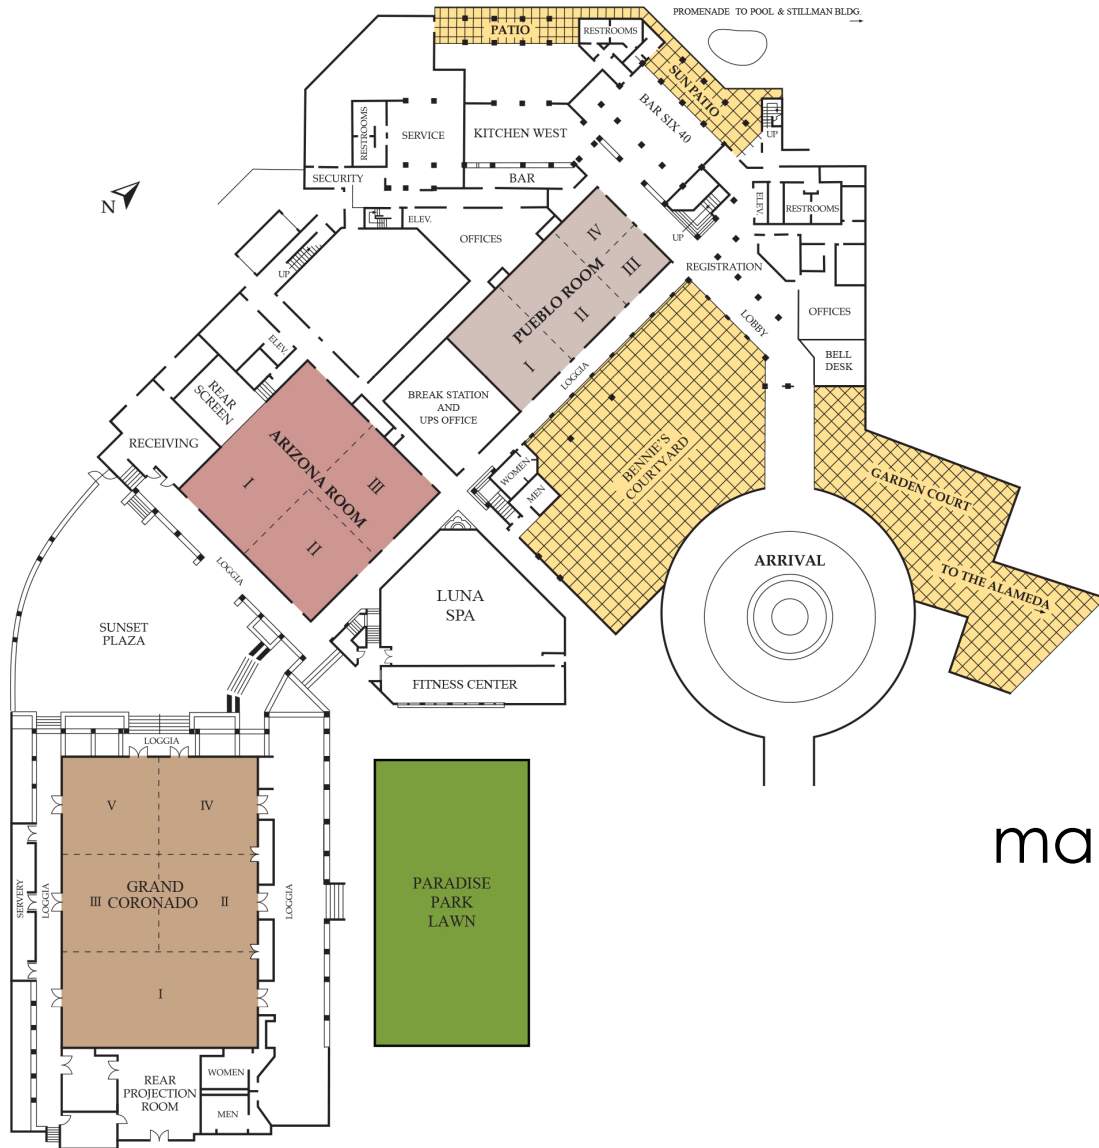 PROMENADE TO POOL & STILLMAN BLDG.
PATIO
RESTROOMS
SUN PATIO
BAR SIX 40
UP
RESTROOMS
SERVICE
KITCHEN WEST
SECURITY
BAR
N
ELEV.
OFFICES
IV
III
PUEBLO ROOM
II
I
UP
ELEV.
RESTROOMS
REGISTRATION
LOBBY
OFFICES
BELL
DESK
UP
ELEV.
REAR
SCREEN
RECEIVING
BREAK STATION
AND
UPS OFFICE
LOGGIA
ARIZONA ROOM
I
III
II
WOMEN
MEN
BENNIE'S
COURTYARD
GARDEN COURT
TO THE ALAMEDA
ARRIVAL
LOGGIA
LUNA
SPA
SUNSET
PLAZA
FITNESS CENTER
LOGGIA
V
IV
GRAND
CORONADO
III
II
I
SERVERY
LOGGIA
LOGGIA
PARADISE
PARK
LAWN
ma
REAR
PROJECTION
ROOM
WOMEN
MEN